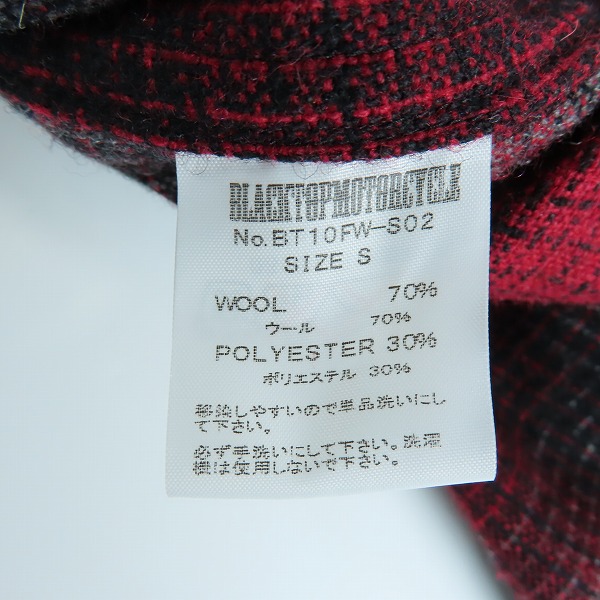 BLACKTOPMOTORCYCLE
No.BT10FW-S02
SIZE S
WOOL 70%
ウール 70%
POLYESTER 30%
ポリエステル 30%
移染しやすいので単品洗いにし
て下さい。
必ず手洗いにして下さい。洗濯
機は使用しないで下さい。